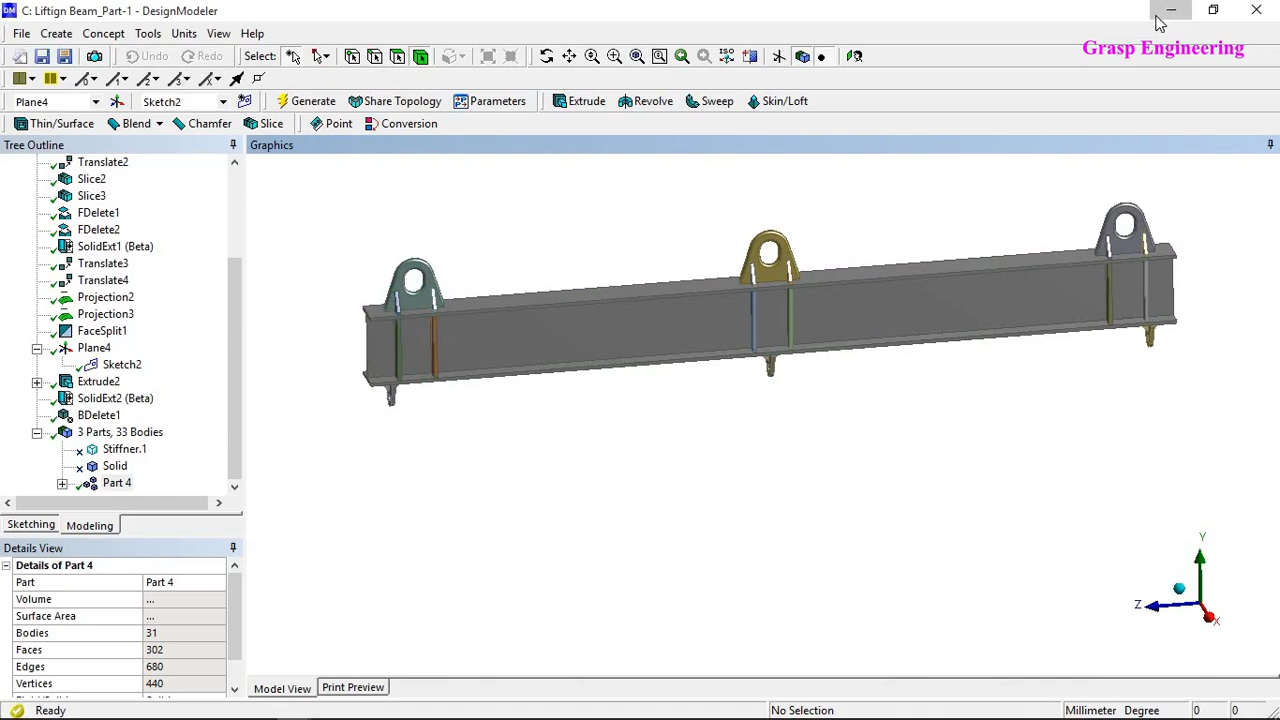 DM C: Liftign Beam_Part-1 - DesignModeler
File Create Concept Tools Units View Help
Grasp Engineering
Undo Redo Select: ISO
Plane4 Sketch2 Generate Share Topology Parameters Extrude Revolve Sweep Skin/Loft
Thin/Surface Blend Chamfer Slice Point Conversion
Tree Outline
Graphics
Translate2
Slice2
Slice3
FDelete1
FDelete2
SolidExt1 (Beta)
Translate3
Translate4
Projection2
Projection3
FaceSplit1
Plane4
Sketch2
Extrude2
SolidExt2 (Beta)
BDelete1
3 Parts, 33 Bodies
Stiffner.1
Solid
Part 4
Sketching Modeling
Details View
Details of Part 4
Part Part 4
Volume ...
Surface Area ...
Bodies 31
Faces 302
Edges 680
Vertices 440
Y
Z
X
Model View Print Preview
Ready No Selection Millimeter Degree 0 0